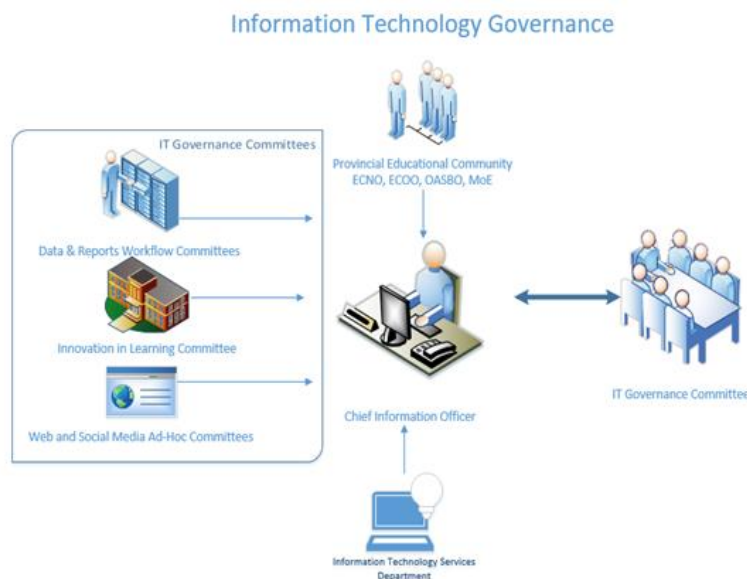 Information Technology Governance
IT Governance Committees
Provincial Educational Community
ECNO, ECOO, OASBO, MoE
Data & Reports Workflow Committees
Innovation in Learning Committee
Web and Social Media Ad-Hoc Committees
Chief Information Officer
IT Governance Committee
Information Technology Services
Department